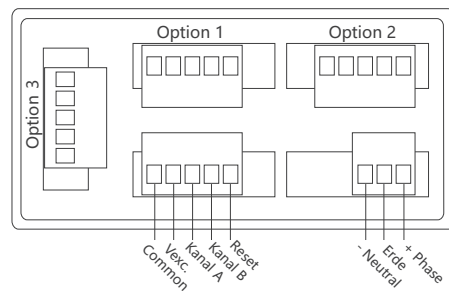 Option 1
Option 2
Option 3
Common
Vexc.
Kanal A
Kanal B
Reset
- Neutral
Erde
+ Phase